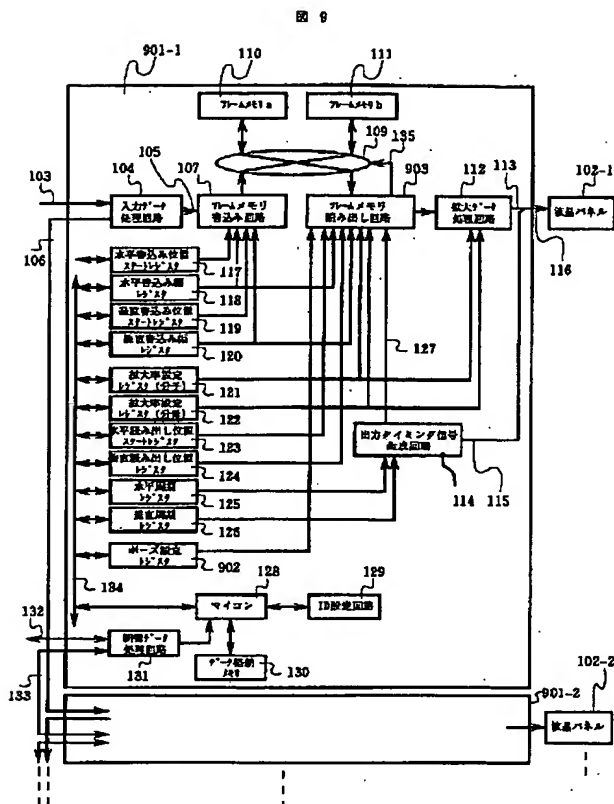 図 9
901-1
110
111
フレームメモリa
フレームメモリb
109
135
103
104
105
107
903
112
113
102-1
入力データ
処理回路
フレームメモリ
書込み回路
フレームメモリ
読み出し回路
拡大データ
処理回路
液晶パネル
106
116
水平書込み位置
スタートレジスタ
117
水平書込み幅
レジスタ
118
垂直書込み位置
スタートレジスタ
119
垂直書込み幅
レジスタ
120
127
拡大率設定
レジスタ(分子)
121
拡大率設定
レジスタ(分母)
122
水平読み出し位置
スタートレジスタ
123
垂直読み出し位置
レジスタ
124
出力タイミング信号
生成回路
114
115
水平周期
レジスタ
125
垂直周期
レジスタ
126
ポーズ設定
レジスタ
902
134
128
129
マイコン
ID設定回路
132
制御データ
処理回路
131
データ格納
メモリ
130
133
901-2
102-2
液晶パネル